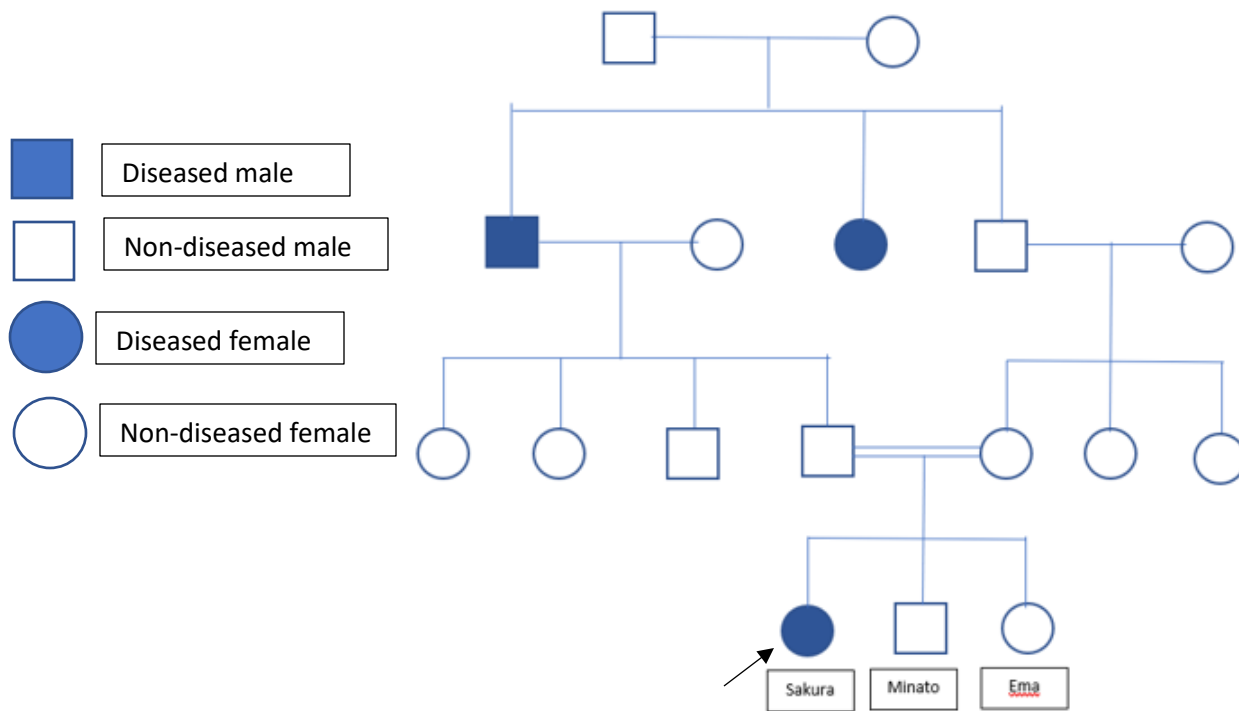 Diseased male
Non-diseased male
Diseased female
Non-diseased female
Sakura
Minato
Ema